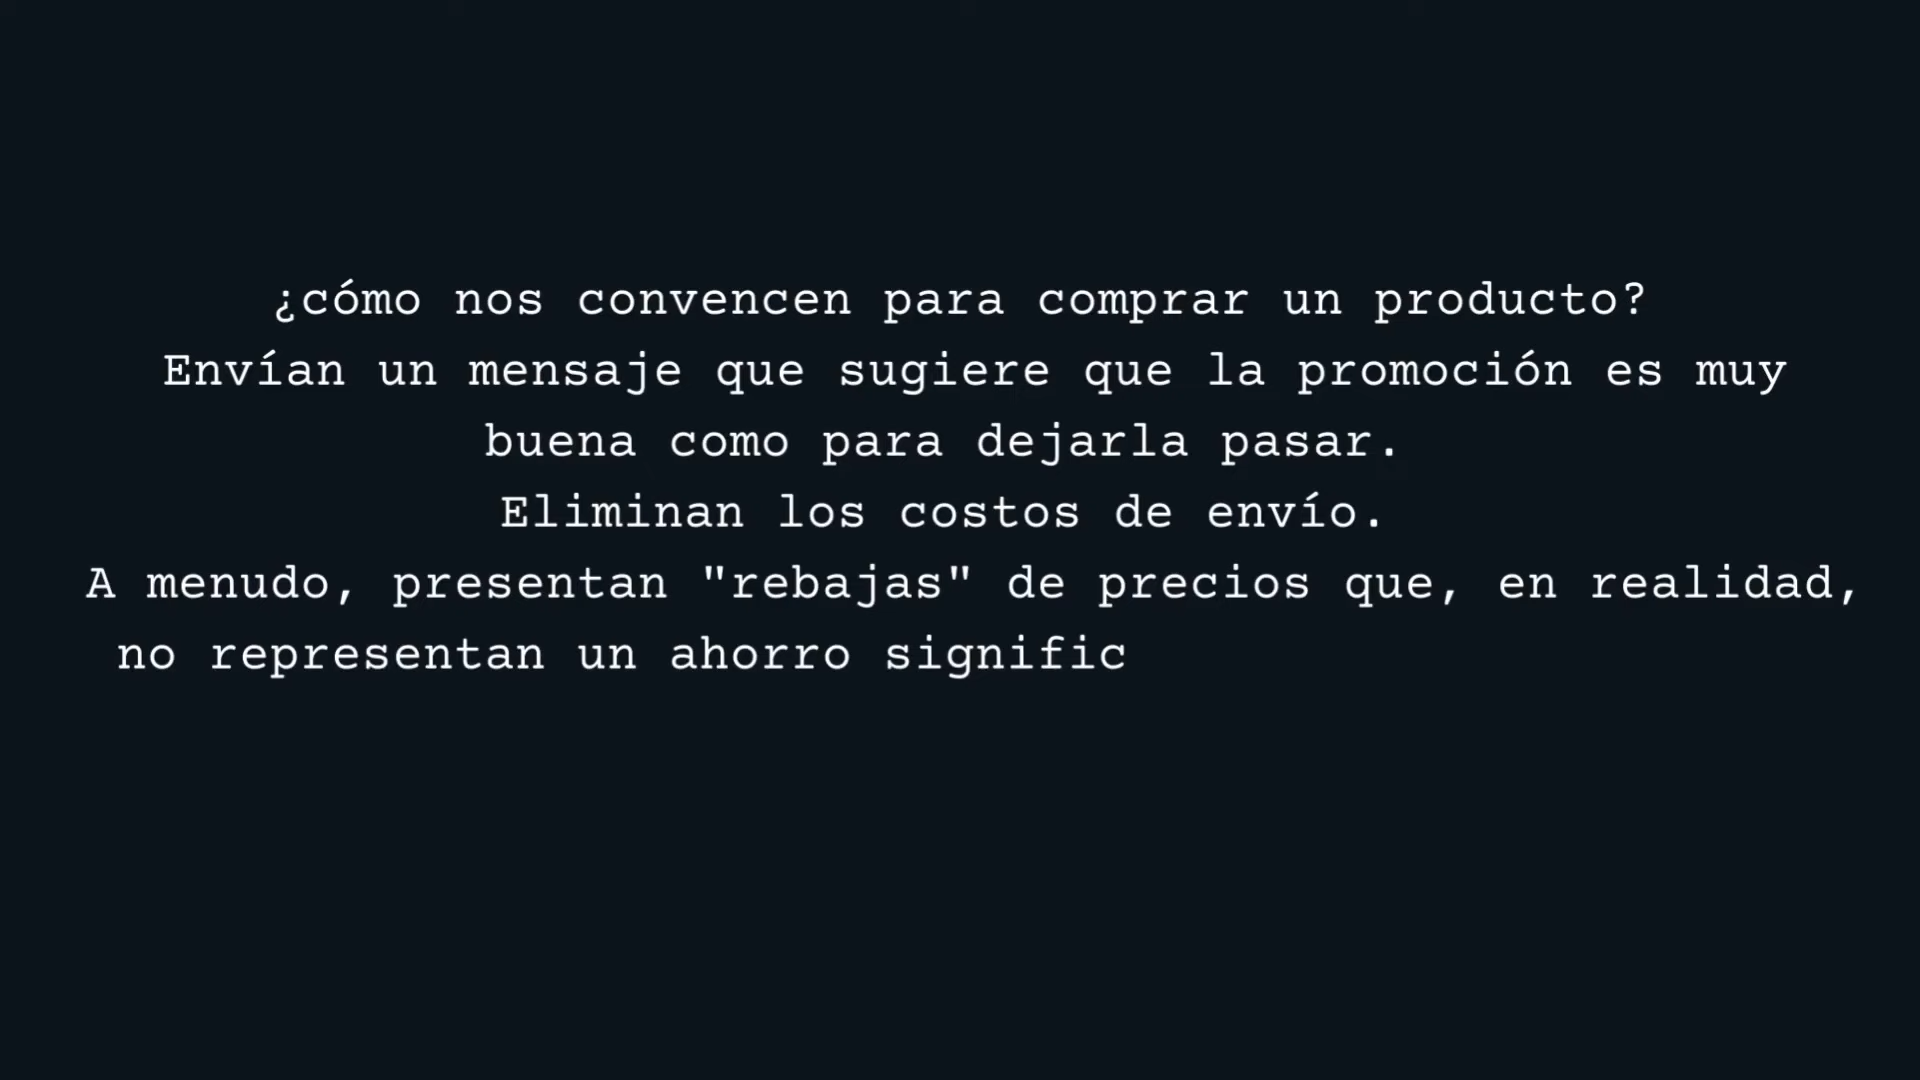 ¿cómo nos convencen para comprar un producto?
Envían un mensaje que sugiere que la promoción es muy
buena como para dejarla pasar.
Eliminan los costos de envío.
A menudo, presentan "rebajas" de precios que, en realidad,
no representan un ahorro signific